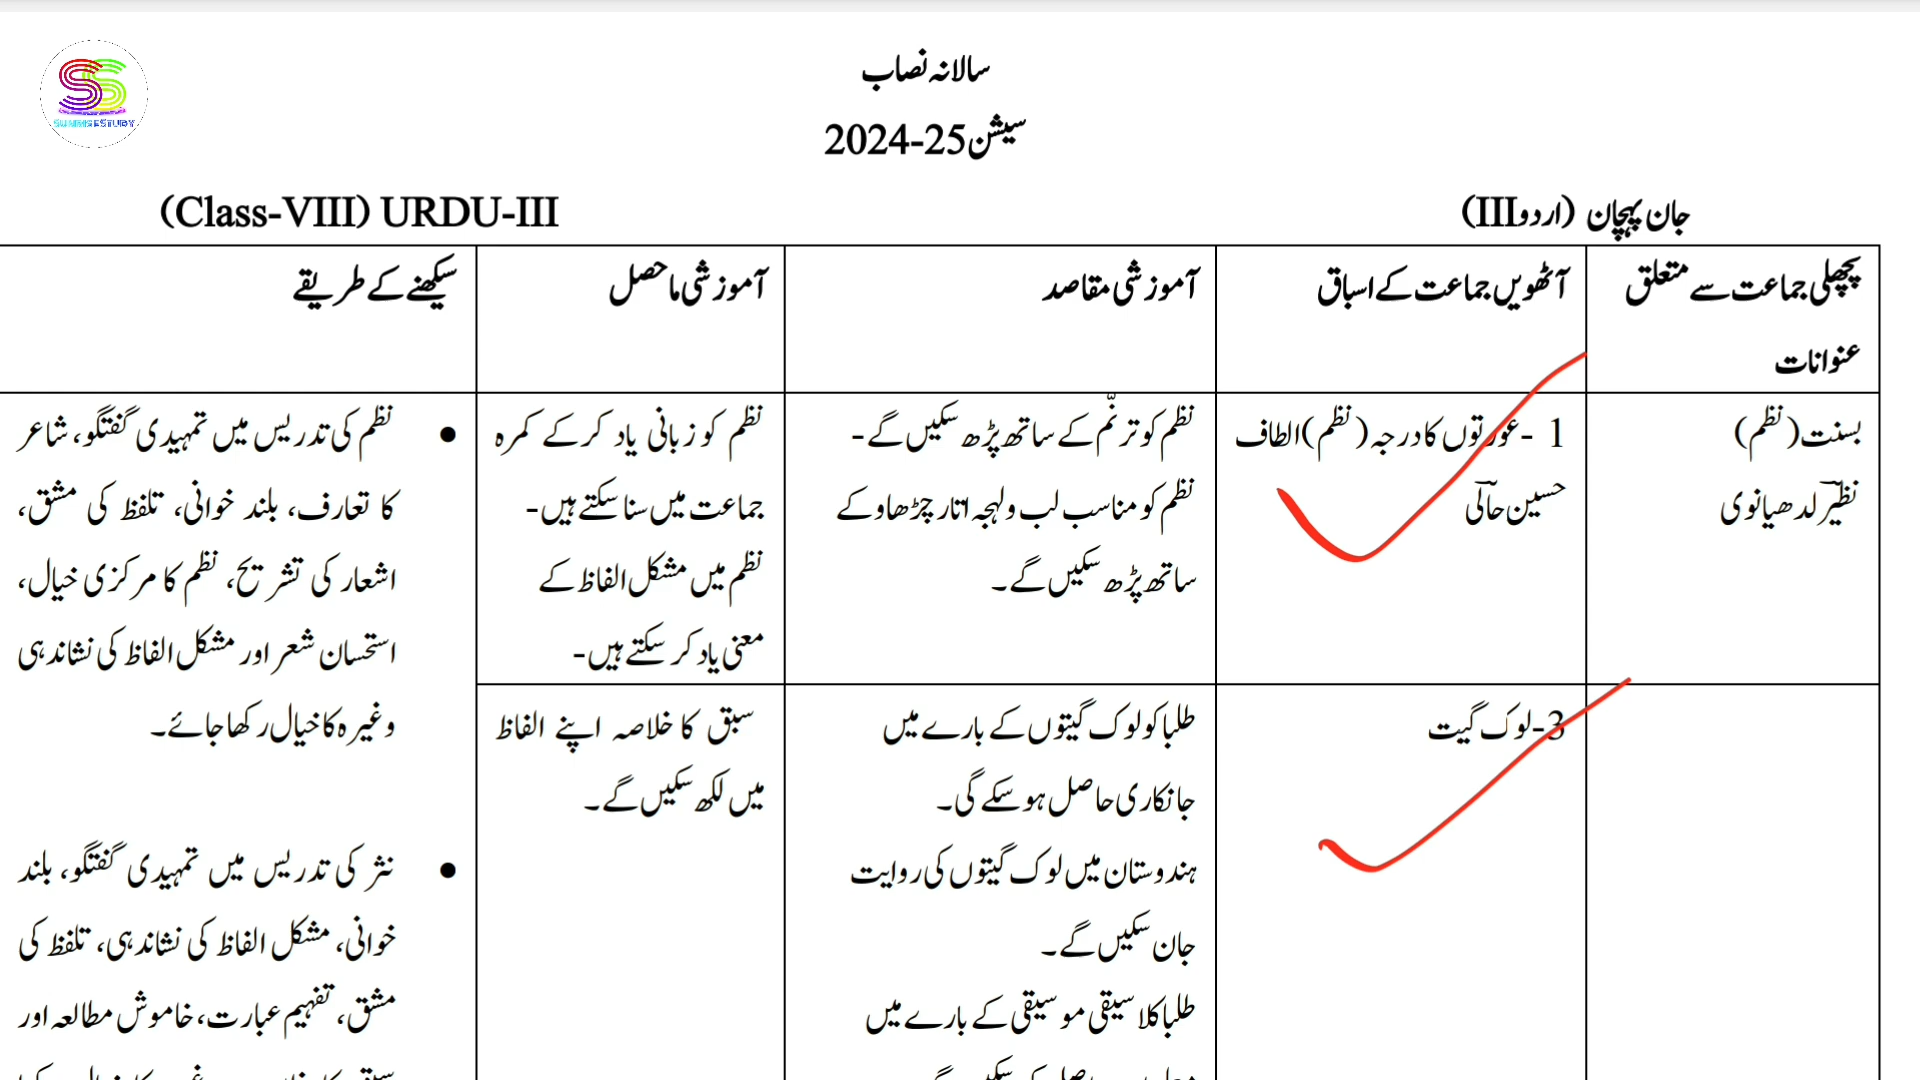 SUNRISESTUDY
سالانہ نصاب
سیشن 2024-25
جان پہچان (اردو III)
(Class-VIII) URDU-III
پچھلی جماعت سے متعلق
عنوانات
آٹھویں جماعت کے اسباق
آموزشی مقاصد
آموزشی ماحصل
سیکھنے کے طریقے
بسنت (نظم)
نظیرؔ لدھیانوی
1 -عورتوں کا درجہ (نظم) الطاف
حسین حالیؔ
نظم کو ترنّم کے ساتھ پڑھ سکیں گے-
نظم کو مناسب لب ولہجہ اتار چڑھاو کے
ساتھ پڑھ سکیں گے۔
نظم کو زبانی یاد کرکے کمرہ
جماعت میں سنا سکتے ہیں-
نظم میں مشکل الفاظ کے
معنی یاد کر سکتے ہیں-
● نظم کی تدریس میں تمہیدی گفتگو، شاعر
کا تعارف، بلند خوانی، تلفظ کی مشق،
اشعار کی تشریح، نظم کا مرکزی خیال،
استحسان شعر اور مشکل الفاظ کی نشاندہی
وغیرہ کا خیال رکھا جائے۔
3-لوک گیت
طلبا کو لوک گیتوں کے بارے میں
جانکاری حاصل ہو سکے گی۔
ہندوستان میں لوک گیتوں کی روایت
جان سکیں گے۔
طلبا کلاسیقی موسیقی کے بارے میں
سبق کا خلاصہ اپنے الفاظ
میں لکھ سکیں گے۔
● نثر کی تدریس میں تمہیدی گفتگو، بلند
خوانی، مشکل الفاظ کی نشاندہی، تلفظ کی
مشق، تفہیم عبارت، خاموش مطالعہ اور